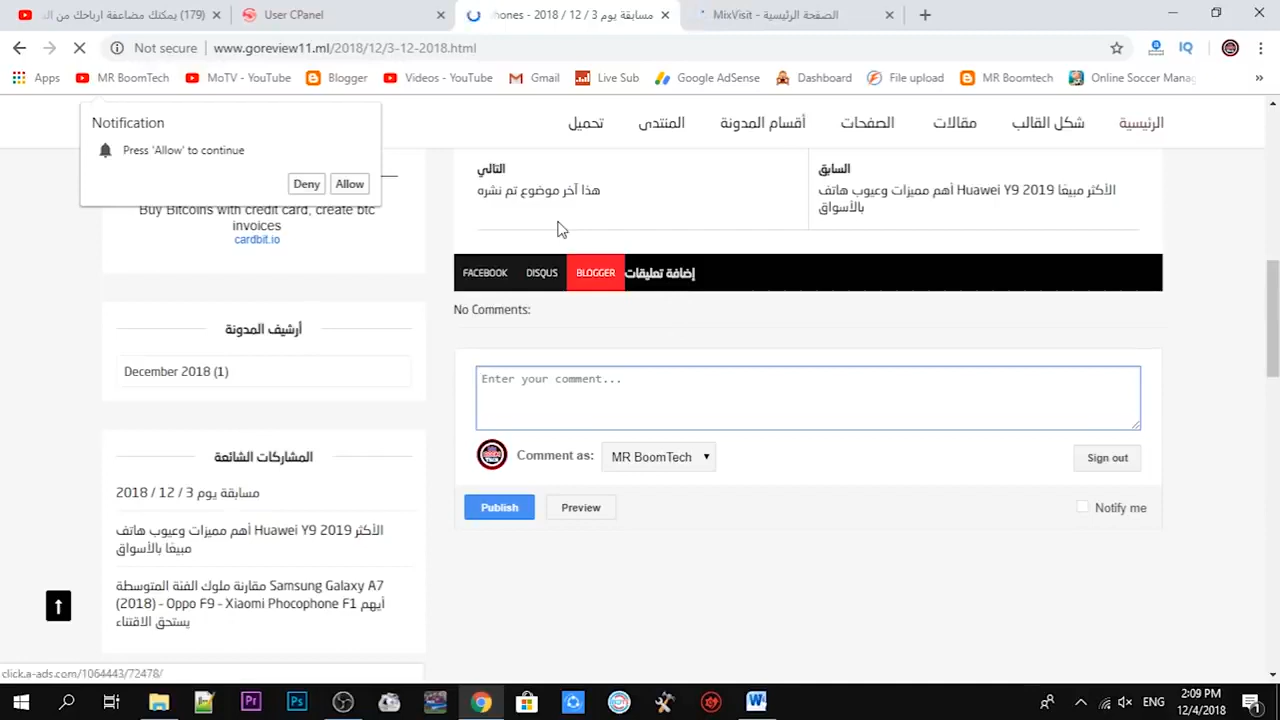 (179) يمكنك مضاعفة ارباحك من الـ
User CPanel
hones - 2018 / 12 / 3 مسابقة يوم
الصفحة الرئيسية - MixVisit
Not secure
www.goreview11.ml/2018/12/3-12-2018.html
Apps
MR BoomTech
MoTV - YouTube
Blogger
Videos - YouTube
Gmail
Live Sub
Google AdSense
Dashboard
File upload
MR Boomtech
Online Soccer Mana
»
Notification
Press 'Allow' to continue
Deny
Allow
الرئيسية
شكل القالب
مقالات
الصفحات
أقسام المدونة
المنتدى
تحميل
السابق
الأكثر مبيعًا Huawei Y9 2019 أهم مميزات وعيوب هاتف
بالأسواق
التالي
هذا آخر موضوع تم نشره
Buy Bitcoins with credit card, create btc
invoices
cardbit.io
FACEBOOK
DISQUS
BLOGGER
إضافة تعليقات
No Comments:
أرشيف المدونة
December 2018 (1)
Enter your comment...
Comment as:
MR BoomTech
Sign out
Publish
Preview
Notify me
المشاركات الشائعة
مسابقة يوم 3 / 12 / 2018
الأكثر Huawei Y9 2019 أهم مميزات وعيوب هاتف
مبيعًا بالأسواق
مقارنة ملوك الفئة المتوسطة Samsung Galaxy A7
(2018) - Oppo F9 - Xiaomi Phocophone F1 أيهم
يستحق الاقتناء
click.a-ads.com/1064443/72478/
Pr
Ps
ENG
2:09 PM
12/4/2018